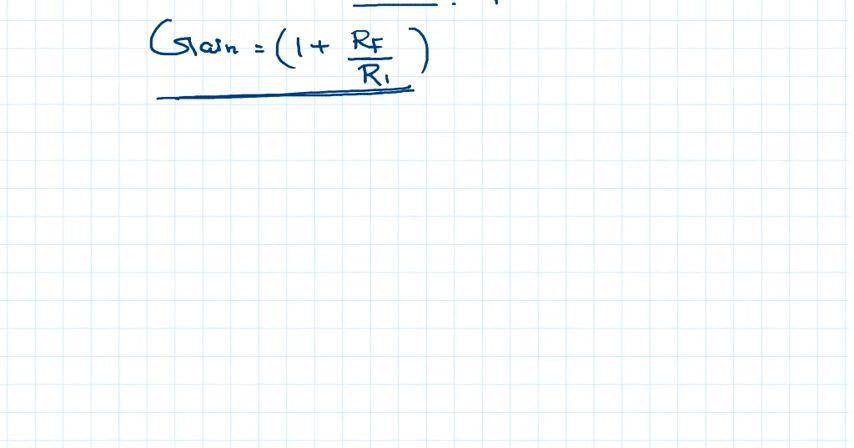 Gain = (1 + RF/R1)